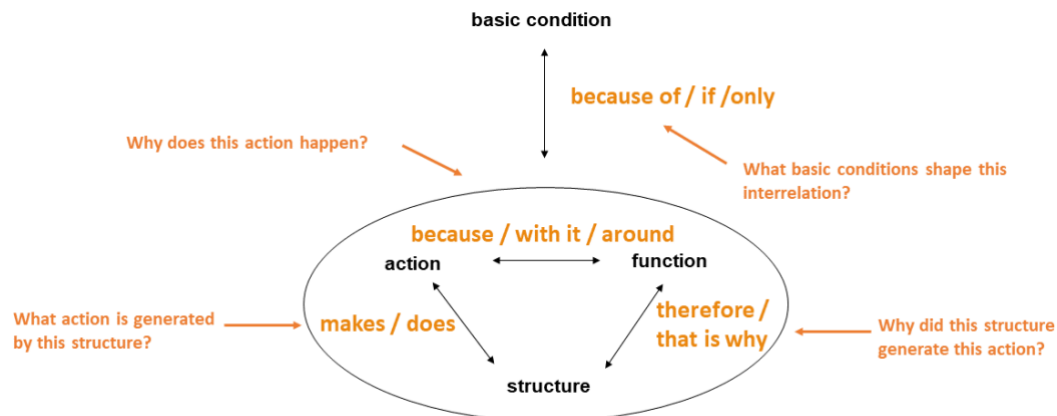 basic condition
because of / if /only
Why does this action happen?
What basic conditions shape this
interrelation?
because / with it / around
action
function
makes / does
therefore /
that is why
What action is generated
by this structure?
Why did this structure
generate this action?
structure